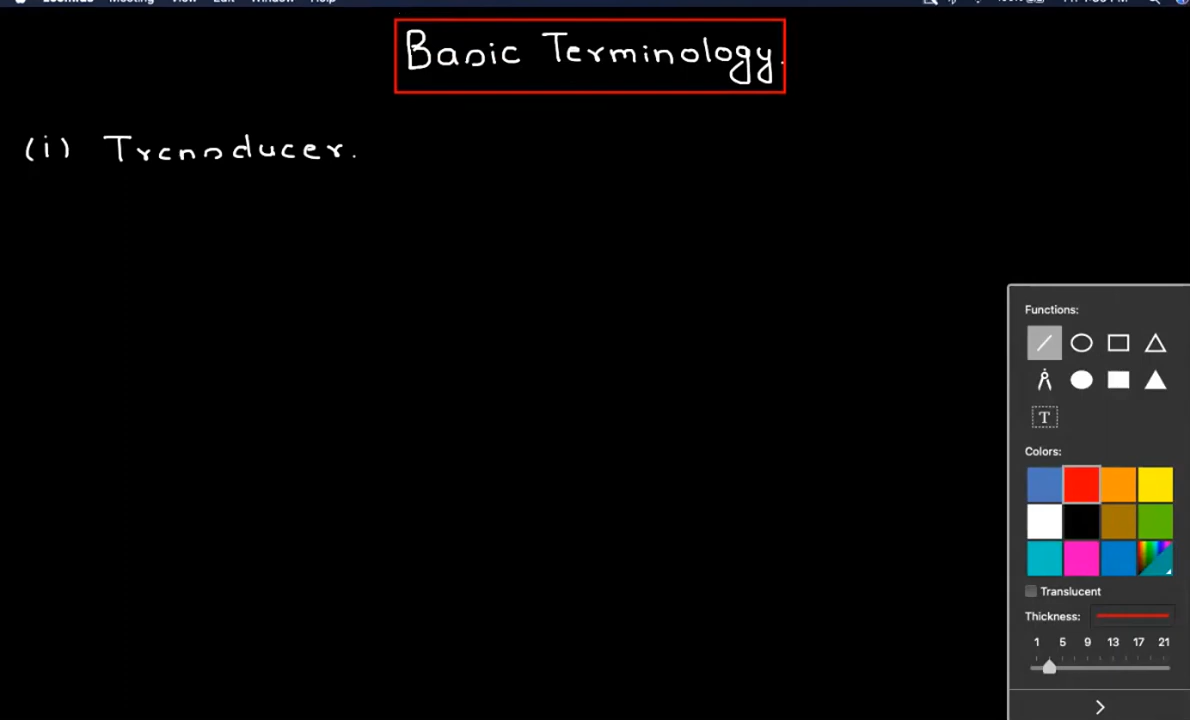 Basic Terminology.
(i) Transducer.
Functions:
T
Colors:
Translucent
Thickness:
1 5 9 13 17 21